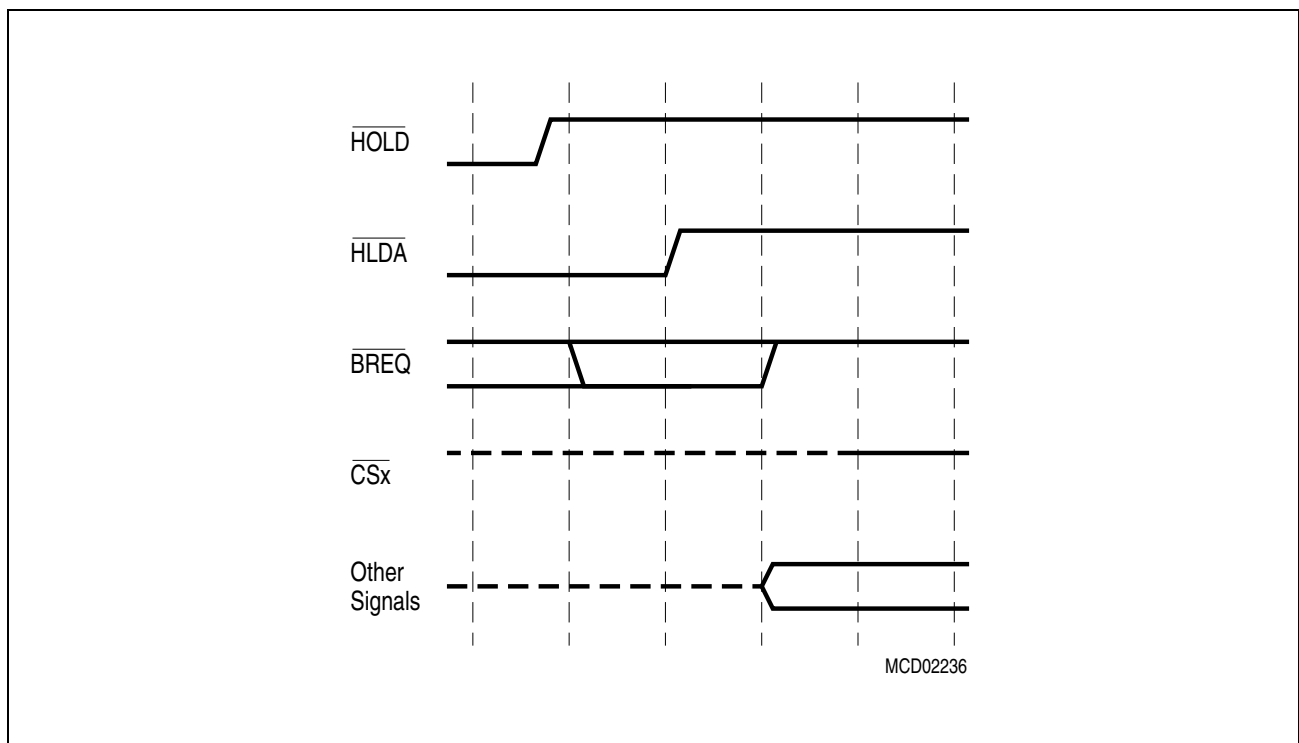 HOLD
HLDA
BREQ
CSx
Other
Signals
MCD02236